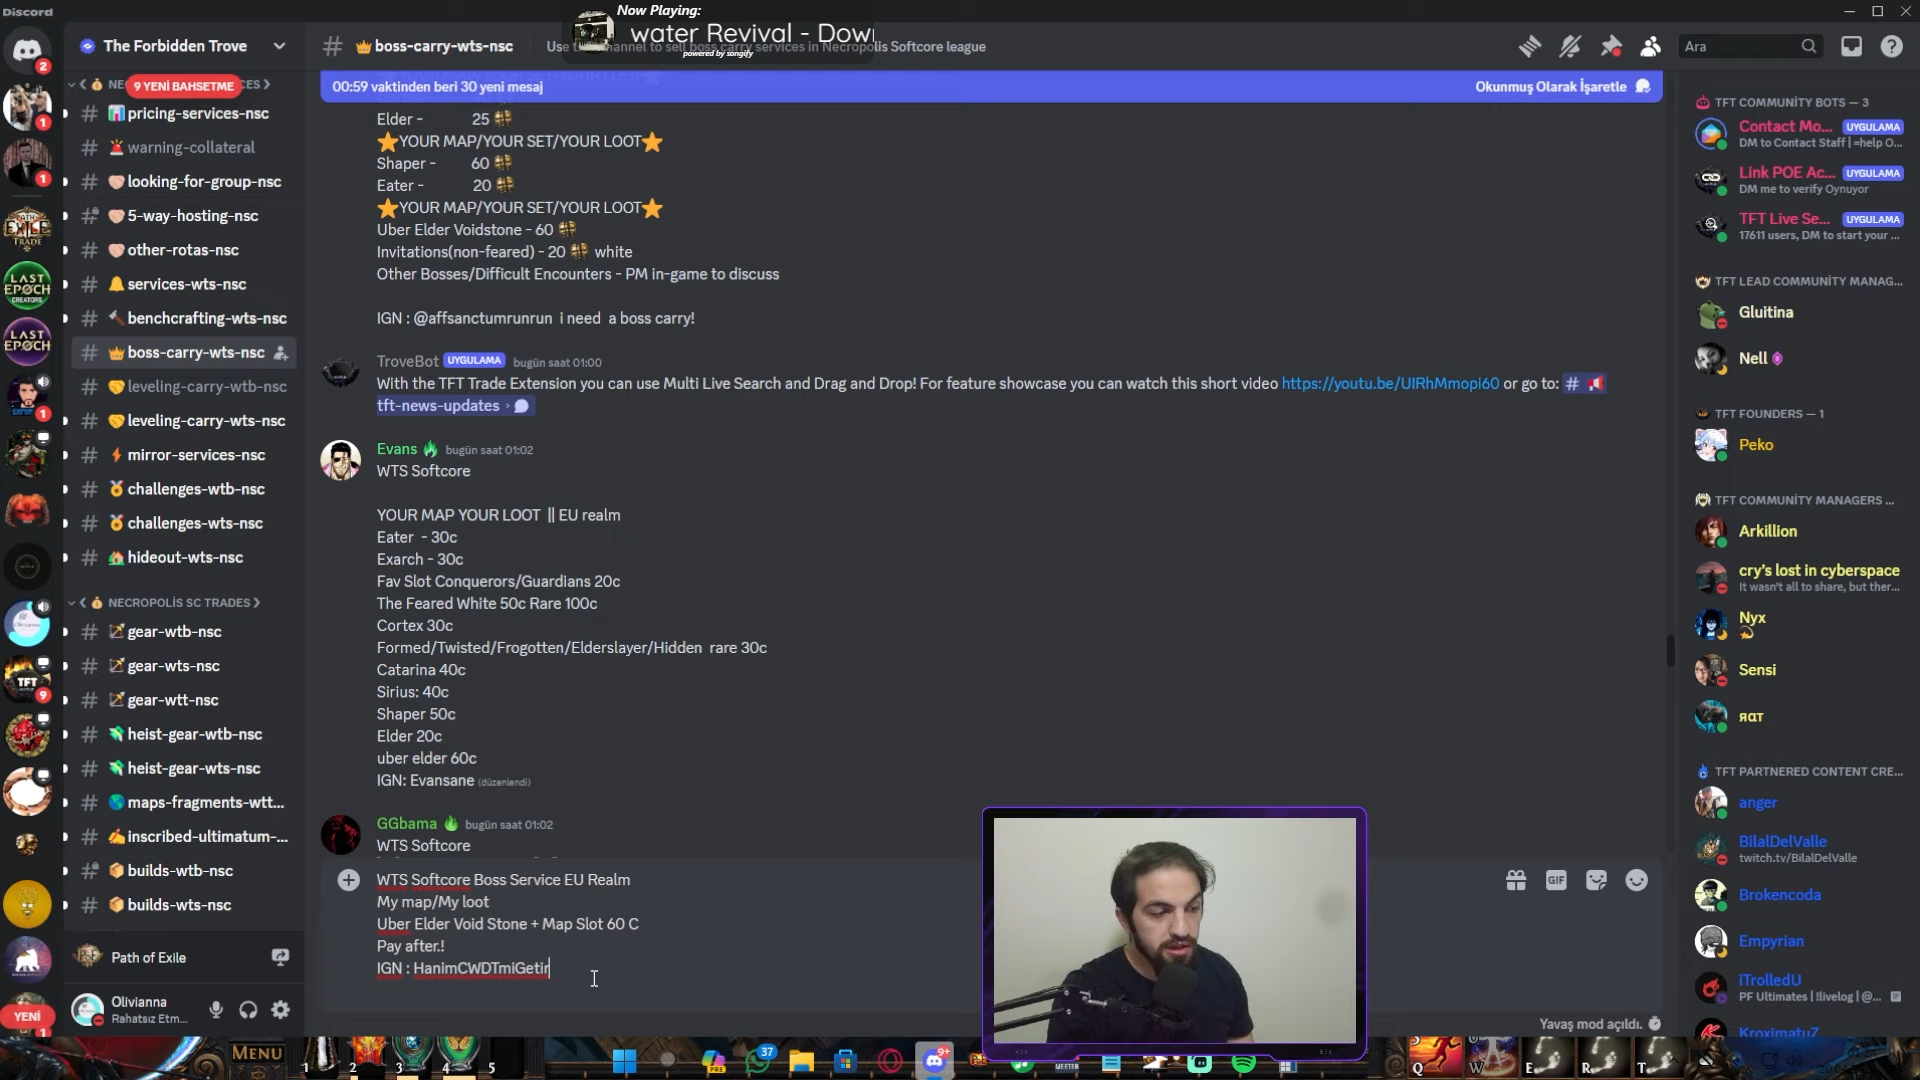 Discord
Now Playing:
water Revival - Dow
powered by songify
The Forbidden Trove
boss-carry-wts-nsc
Use this channel to sell boss carry services in Necropolis Softcore league
Ara
9 YENİ BAHSETME
pricing-services-nsc
warning-collateral
looking-for-group-nsc
5-way-hosting-nsc
other-rotas-nsc
services-wts-nsc
benchcrafting-wts-nsc
boss-carry-wts-nsc
leveling-carry-wtb-nsc
leveling-carry-wts-nsc
mirror-services-nsc
challenges-wtb-nsc
challenges-wts-nsc
hideout-wts-nsc
NECROPOLİS SC TRADES
gear-wtb-nsc
gear-wts-nsc
gear-wtt-nsc
heist-gear-wtb-nsc
heist-gear-wts-nsc
maps-fragments-wtt...
inscribed-ultimatum-...
builds-wtb-nsc
builds-wts-nsc
Path of Exile
Olivianna
Rahatsız Etm...
YENİ
00:59 vaktinden beri 30 yeni mesaj
Okunmuş Olarak İşaretle
Elder - 25
YOUR MAP/YOUR SET/YOUR LOOT
Shaper - 60
Eater - 20
YOUR MAP/YOUR SET/YOUR LOOT
Uber Elder Voidstone - 60
Invitations(non-feared) - 20 white
Other Bosses/Difficult Encounters - PM in-game to discuss
IGN : @affsanctumrunrun i need a boss carry!
TroveBot UYGULAMA bugün saat 01:00
With the TFT Trade Extension you can use Multi Live Search and Drag and Drop! For feature showcase you can watch this short video https://youtu.be/UIRhMmopi60 or go to: #
tft-news-updates
Evans bugün saat 01:02
WTS Softcore
YOUR MAP YOUR LOOT || EU realm
Eater - 30c
Exarch - 30c
Fav Slot Conquerors/Guardians 20c
The Feared White 50c Rare 100c
Cortex 30c
Formed/Twisted/Frogotten/Elderslayer/Hidden rare 30c
Catarina 40c
Sirius: 40c
Shaper 50c
Elder 20c
uber elder 60c
IGN: Evansane (düzenlendi)
GGbama bugün saat 01:02
WTS Softcore
WTS Softcore Boss Service EU Realm
My map/My loot
Uber Elder Void Stone + Map Slot 60 C
Pay after.!
IGN : HanimCWDTmiGetir
GIF
Yavaş mod açıldı.
TFT COMMUNİTY BOTS — 3
Contact Mo... UYGULAMA
DM to Contact Staff | =help O...
Link POE Ac... UYGULAMA
DM me to verify Oynuyor
TFT Live Se... UYGULAMA
17611 users, DM to start your ...
TFT LEAD COMMUNİTY MANAG...
Gluitina
Nell
TFT FOUNDERS — 1
Peko
TFT COMMUNİTY MANAGERS ...
Arkillion
cry's lost in cyberspace
It wasn't all to share, but ther...
Nyx
Sensi
яат
TFT PARTNERED CONTENT CRE...
anger
BilalDelValle
twitch.tv/BilalDelValle
Brokencoda
Empyrian
iTrolledU
PF Ultimates | !livelog | @...
KroximatuZ
MENU
1 2 3 4 5
37
9+
Q W E R T